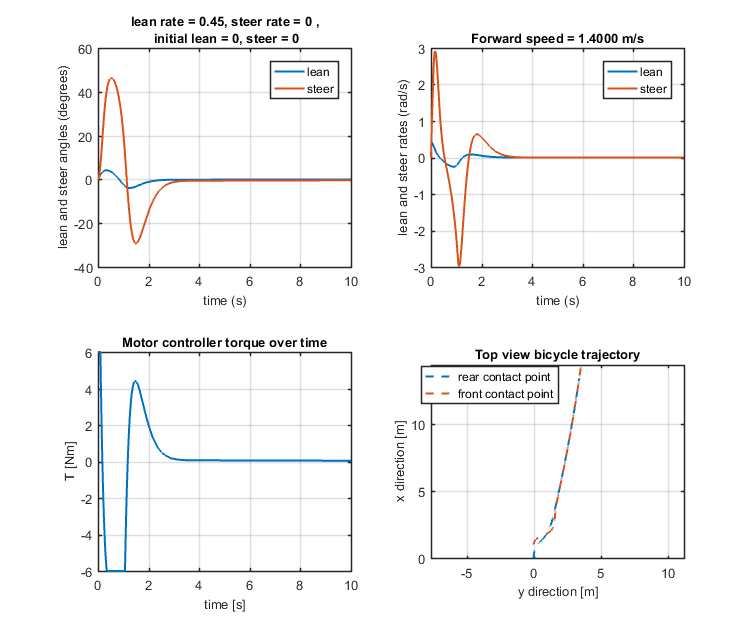 lean rate = 0.45, steer rate = 0 ,
initial lean = 0, steer = 0
lean and steer angles (degrees)
60
40
20
0
-20
-40
lean
steer
0
2
4
6
8
10
time (s)
Forward speed = 1.4000 m/s
lean and steer rates (rad/s)
3
2
1
0
-1
-2
-3
lean
steer
0
2
4
6
8
10
time (s)
Motor controller torque over time
T [Nm]
6
4
2
0
-2
-4
-6
0
2
4
6
8
10
time [s]
Top view bicycle trajectory
rear contact point
front contact point
x direction [m]
10
5
0
-5
0
5
10
y direction [m]